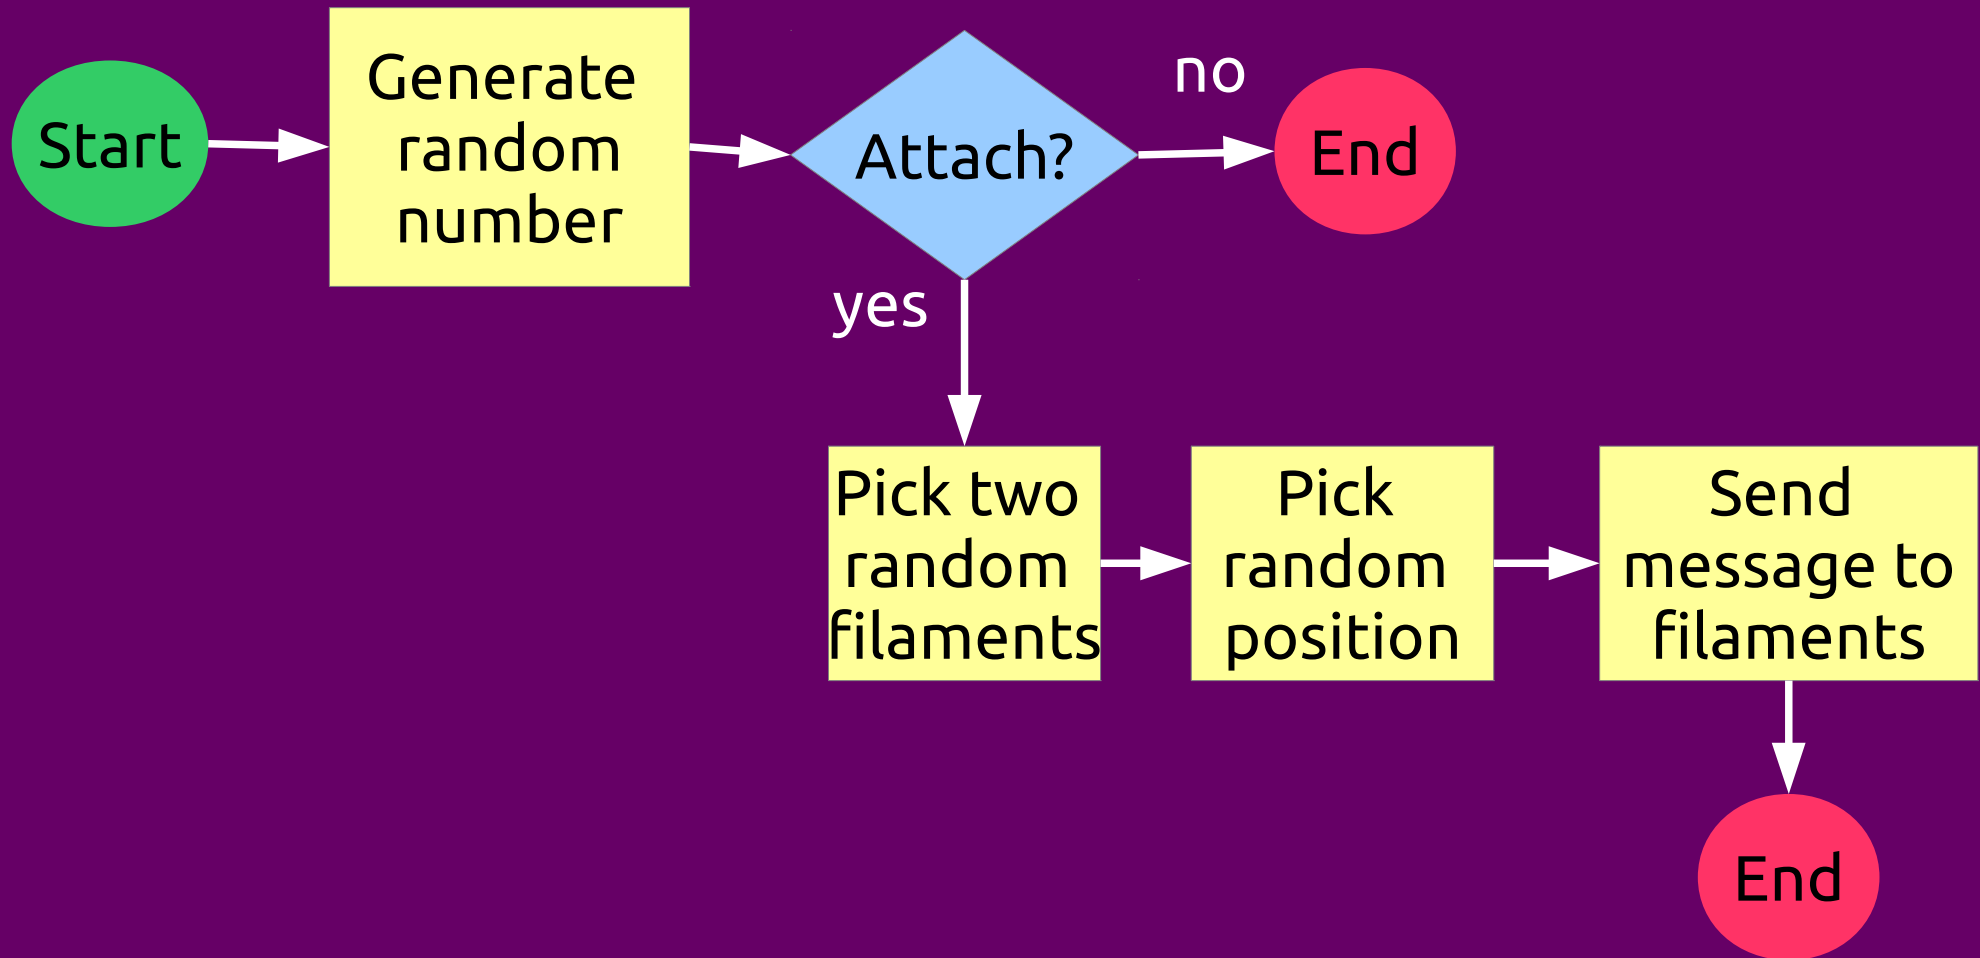 Start
Generate
random
number
Attach?
no
End
yes
Pick two
random
filaments
Pick
random
position
Send
message to
filaments
End